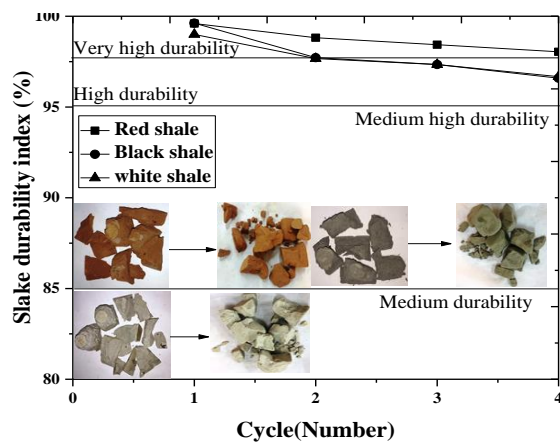 100
Very high durability
95
High durability
Medium high durability
Red shale
Black shale
white shale
90
85
Medium durability
80
0
1
2
3
4
Slake durability index (%)
Cycle(Number)